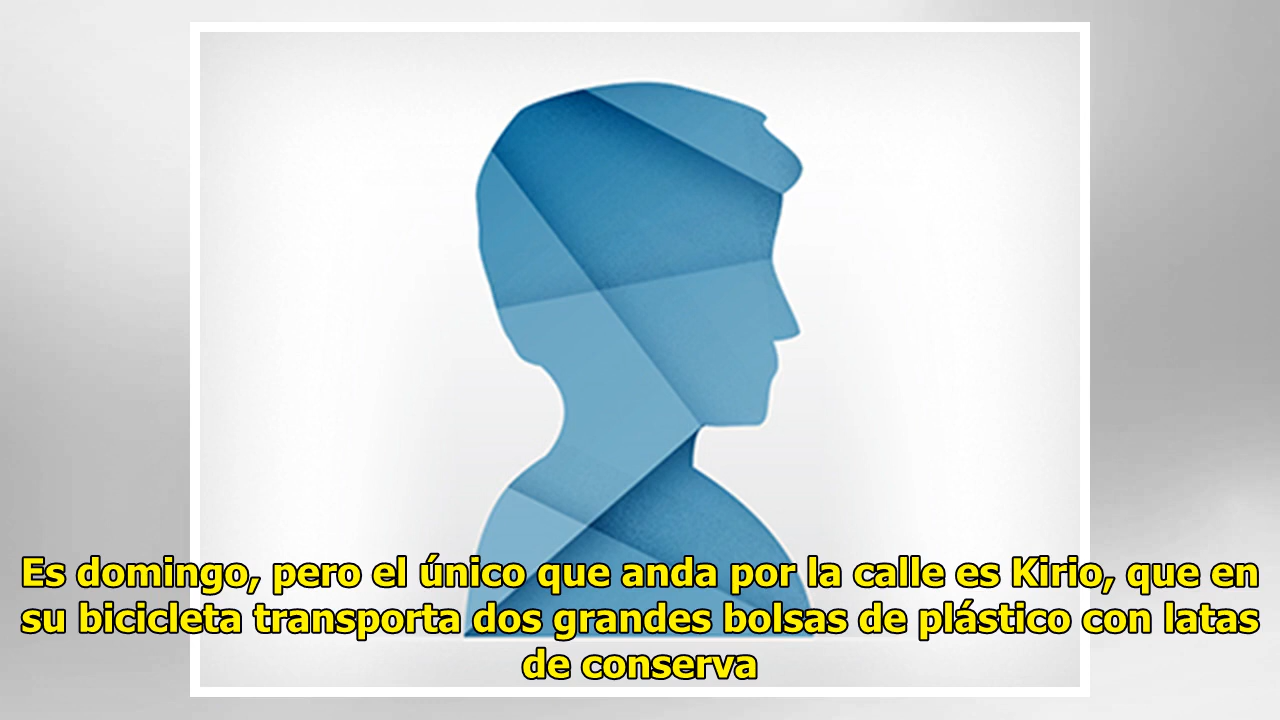 Es domingo, pero el único que anda por la calle es Kirio, que en
su bicicleta transporta dos grandes bolsas de plástico con latas
de conserva